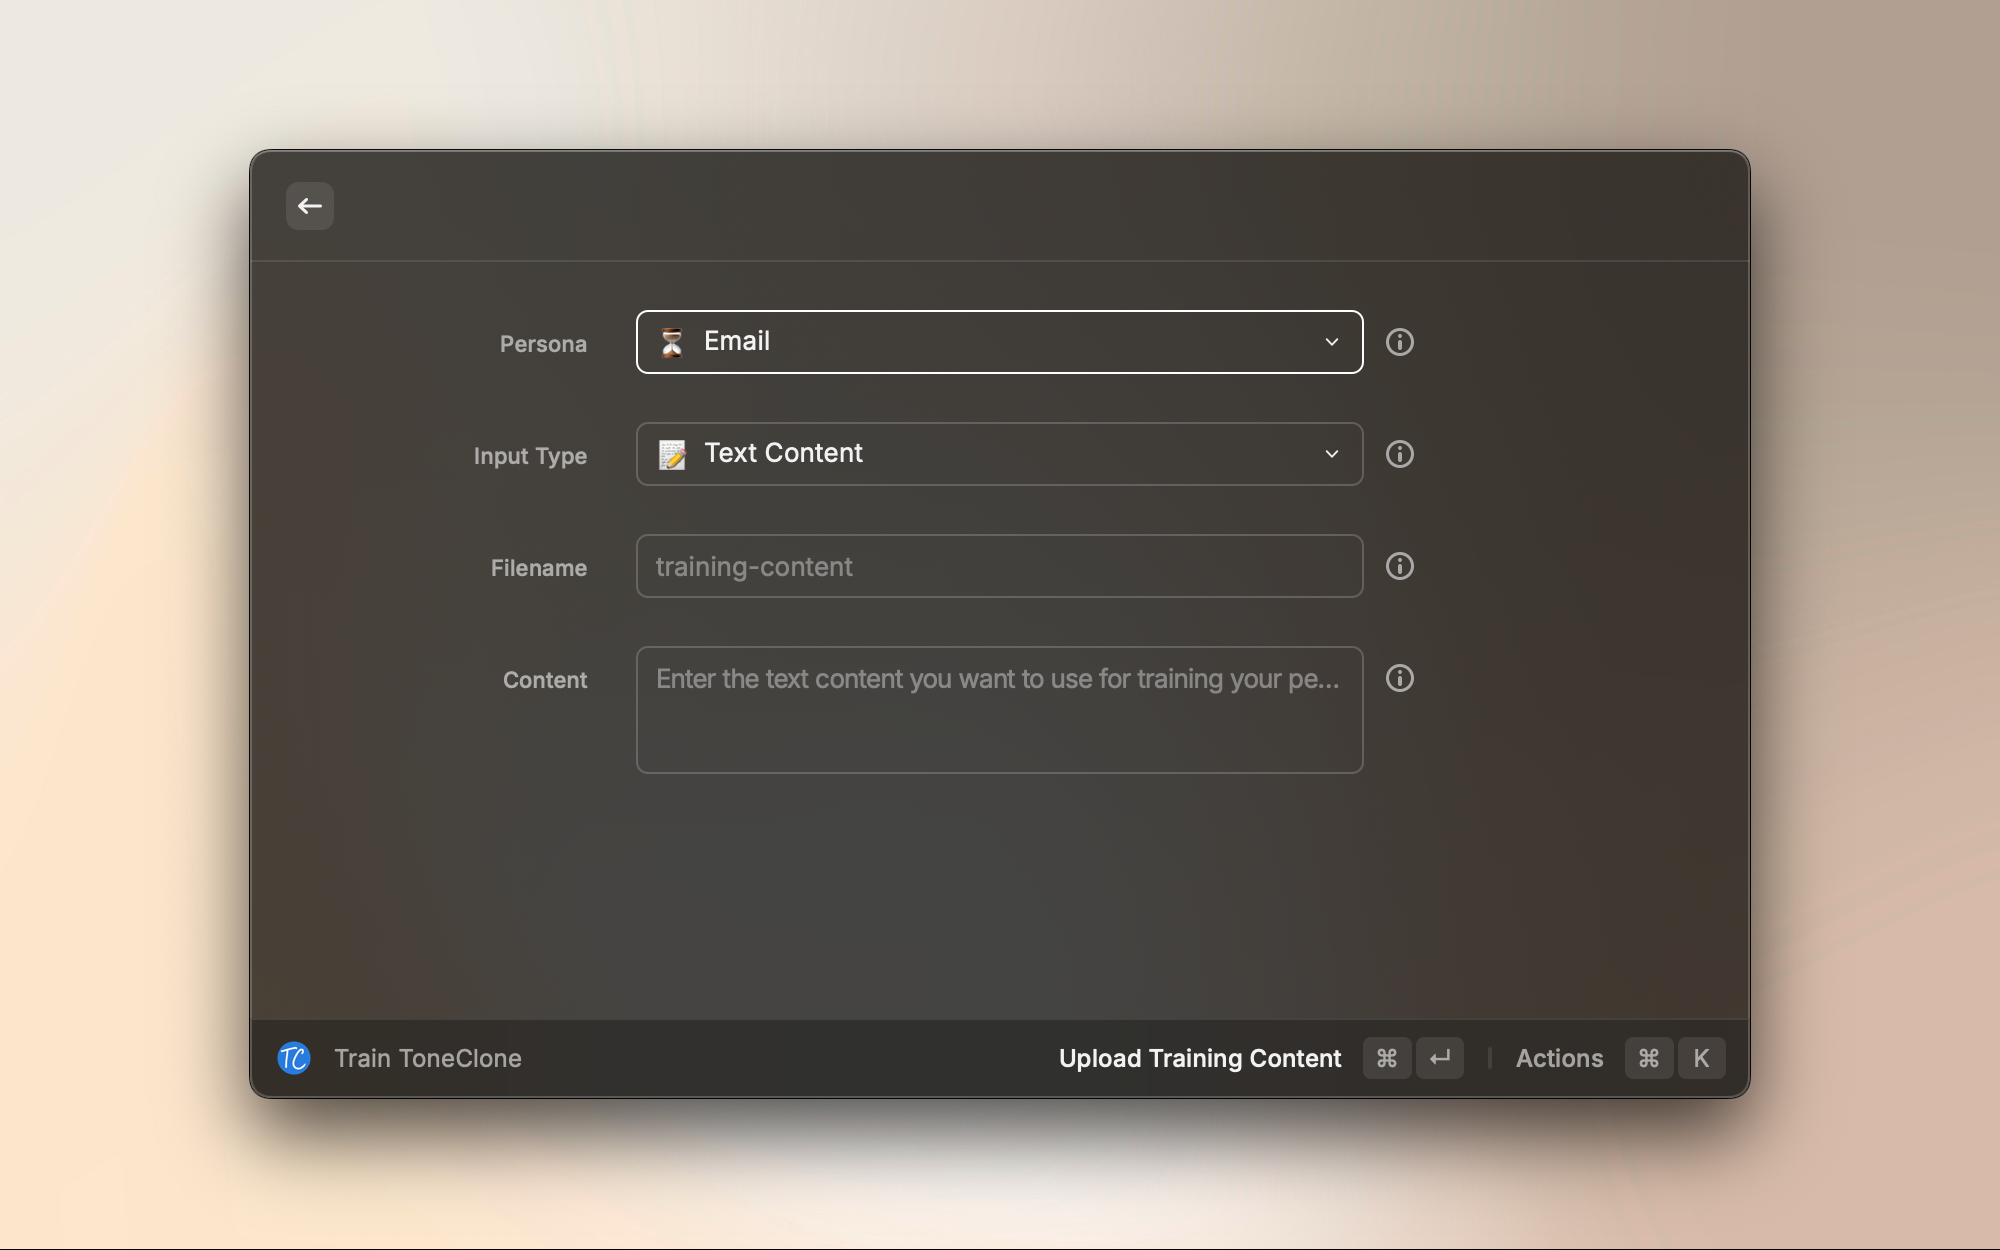 Persona
Email
Input Type
Text Content
Filename
training-content
Content
Enter the text content you want to use for training your pe...
TC
Train ToneClone
Upload Training Content ⌘ ↵
Actions ⌘ K